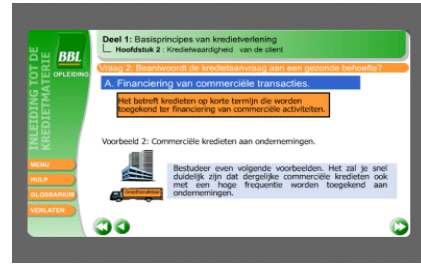 INLEIDING TOT DE
KREDIETMATERIE
BBL
OPLEIDING
Deel 1: Basisprincipes van kredietverlening
Hoofdstuk 2 : Kredietwaardigheid van de client
Vraag 2: Beantwoordt de kredietaanvraag aan een gezonde behoefte?
A. Financiering van commerciële transacties.
Het betreft kredieten op korte termijn die worden
toegekend ter financiering van commerciële activiteiten.
Voorbeeld 2: Commerciële kredieten aan ondernemingen.
Bestudeer even volgende voorbeelden. Het zal je snel
duidelijk zijn dat dergelijke commerciële kredieten ook
met een hoge frequentie worden toegekend aan
ondernemingen.
Groothandelaar
MENU
HULP
GLOSSARIUM
VERLATEN